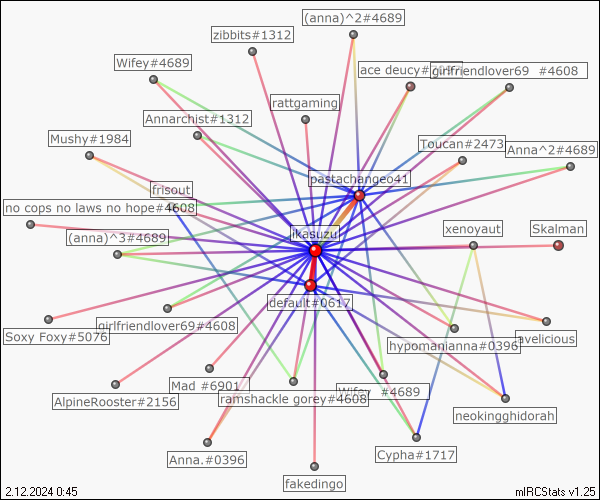 (anna)^2#4689
zibbits#1312
Wifey#4689
ace deucy#
girlfriendlover69 #4608
rattgaming
Annarchist#1312
Mushy#1984
Toucan#2473
Anna^2#4689
pastachangeo41
frisout
no cops no laws no hope#4608
(anna)^3#4689
ikasuzu
xenoyaut
Skalman
default#0617
girlfriendlover69#4608
Soxy Foxy#5076
hypomanianna#0396
avelicious
Mad #6901
ramshackle gorey#4608
Wifey #4689
AlpineRooster#2156
neokingghidorah
Anna.#0396
Cypha#1717
fakedingo
2.12.2024 0:45
mIRCStats v1.25